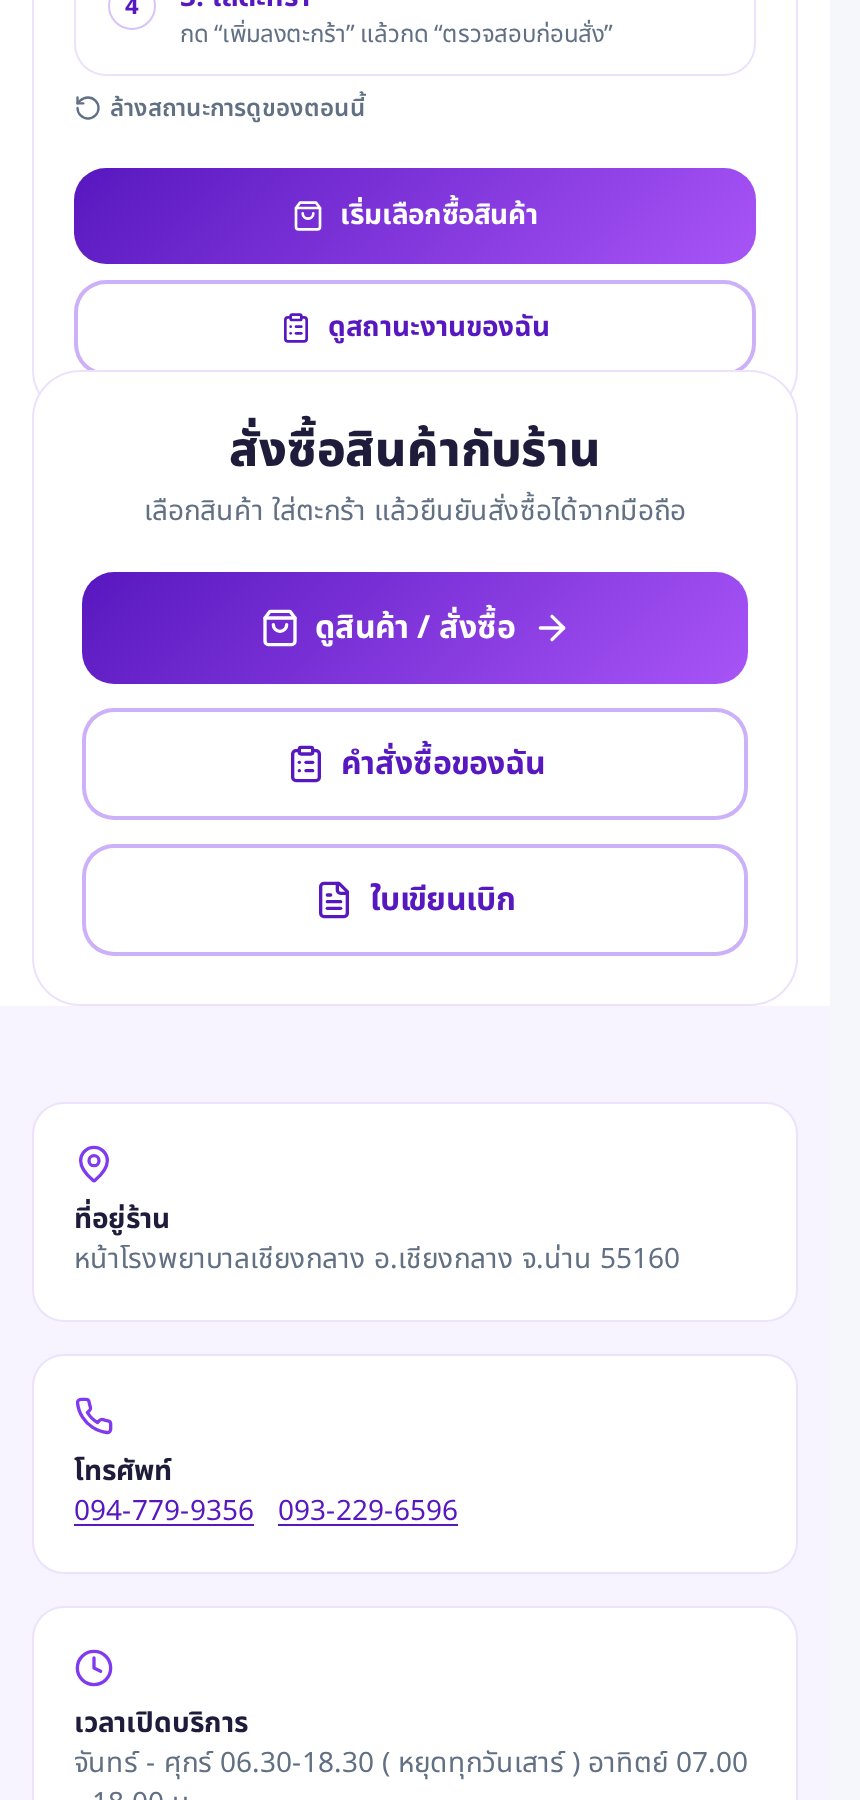 4
3. ใส่ตะกร้า
กด “เพิ่มลงตะกร้า” แล้วกด “ตรวจสอบก่อนสั่ง”
ล้างสถานะการดูของตอนนี้
เริ่มเลือกซื้อสินค้า
ดูสถานะงานของฉัน
สั่งซื้อสินค้ากับร้าน
เลือกสินค้า ใส่ตะกร้า แล้วยืนยันสั่งซื้อได้จากมือถือ
ดูสินค้า / สั่งซื้อ
คำสั่งซื้อของฉัน
ใบเขียนเบิก
ที่อยู่ร้าน
หน้าโรงพยาบาลเชียงกลาง อ.เชียงกลาง จ.น่าน 55160
โทรศัพท์
094-779-9356 093-229-6596
เวลาเปิดบริการ
จันทร์ - ศุกร์ 06.30-18.30 ( หยุดทุกวันเสาร์ ) อาทิตย์ 07.00
- 18.00 น.